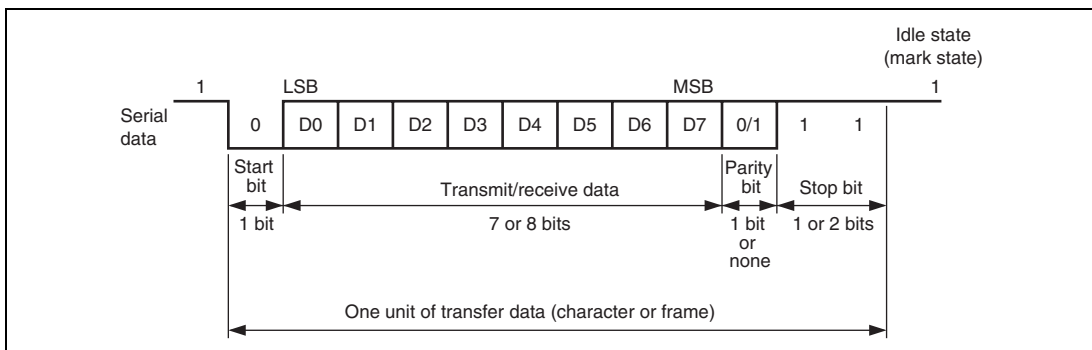 Idle state
(mark state)
1 LSB MSB 1
Serial
data
0 D0 D1 D2 D3 D4 D5 D6 D7 0/1 1 1
Start
bit
Transmit/receive data
Parity
bit
Stop bit
1 bit
7 or 8 bits
1 bit
or
none
1 or 2 bits
One unit of transfer data (character or frame)